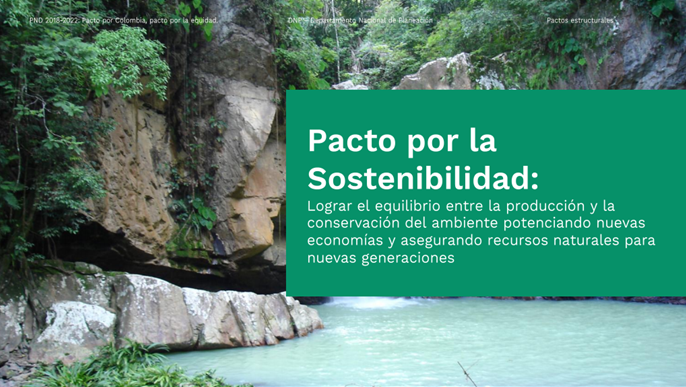 PND 2018-2022: Pacto por Colombia, pacto por la equidad
DNP - Departamento Nacional de Planeación
Pactos estructurales
Pacto por la
Sostenibilidad:
Lograr el equilibrio entre la producción y la
conservación del ambiente potenciando nuevas
economías y asegurando recursos naturales para
nuevas generaciones